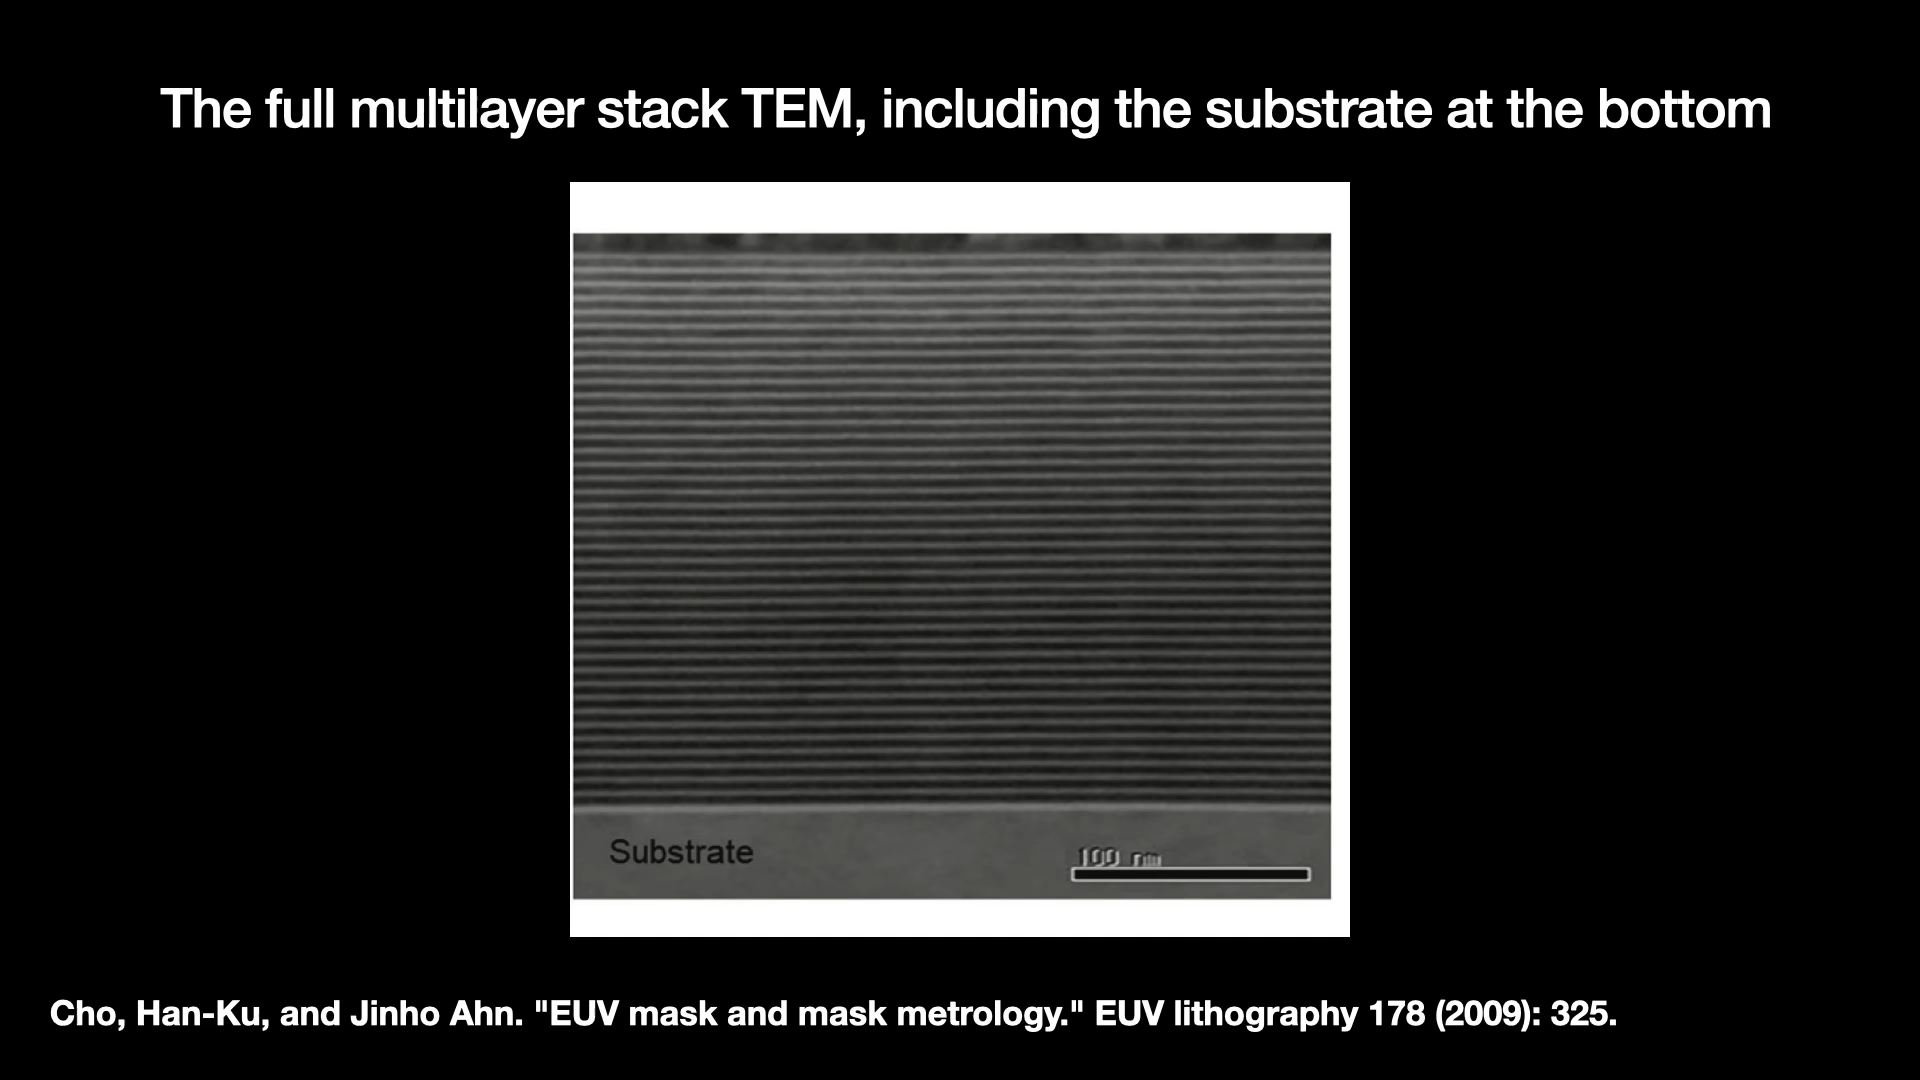 The full multilayer stack TEM, including the substrate at the bottom
Substrate
100 nm
Cho, Han-Ku, and Jinho Ahn. "EUV mask and mask metrology." EUV lithography 178 (2009): 325.